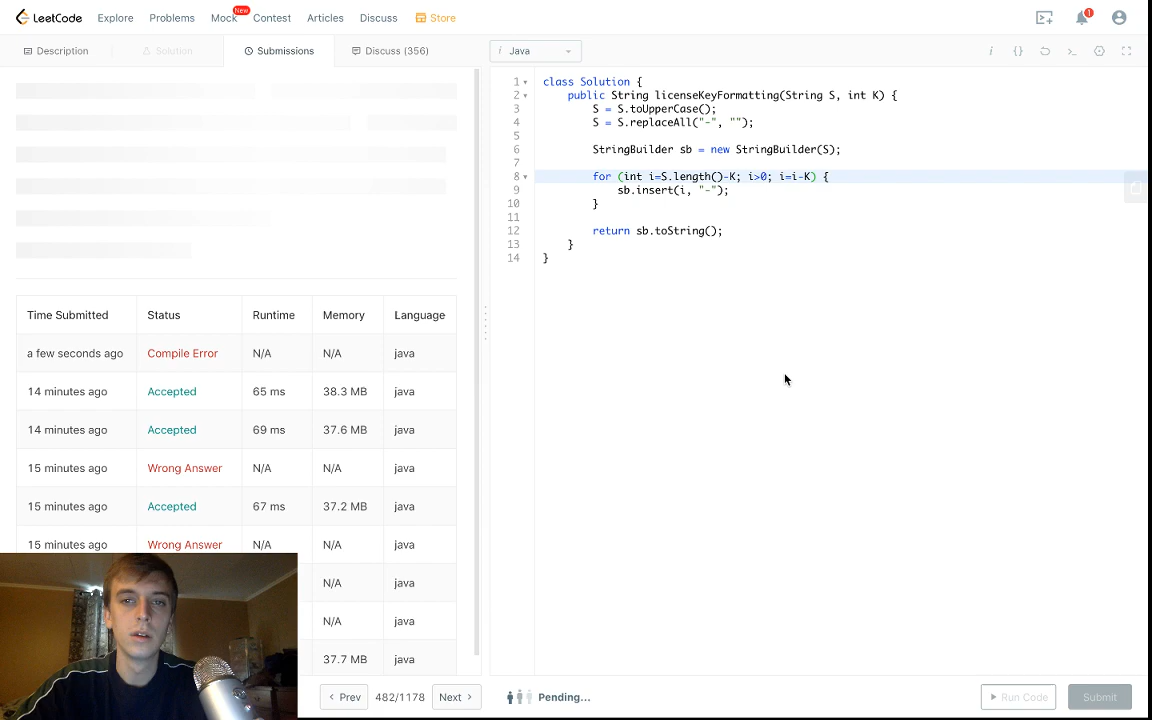 LeetCode Explore Problems Mock New Contest Articles Discuss Store 1
Description Solution Submissions Discuss (356)
i Java
i {} >_
Time Submitted Status Runtime Memory Language
a few seconds ago Compile Error N/A N/A java
14 minutes ago Accepted 65 ms 38.3 MB java
14 minutes ago Accepted 69 ms 37.6 MB java
15 minutes ago Wrong Answer N/A N/A java
15 minutes ago Accepted 67 ms 37.2 MB java
15 minutes ago Wrong Answer N/A N/A java
N/A java
N/A java
37.7 MB java
Prev 482/1178 Next
1 class Solution {
2 public String licenseKeyFormatting(String S, int K) {
3 S = S.toUpperCase();
4 S = S.replaceAll("-", "");
5
6 StringBuilder sb = new StringBuilder(S);
7
8 for (int i=S.length()-K; i>0; i=i-K) {
9 sb.insert(i, "-");
10 }
11
12 return sb.toString();
13 }
14 }
Pending... Run Code Submit